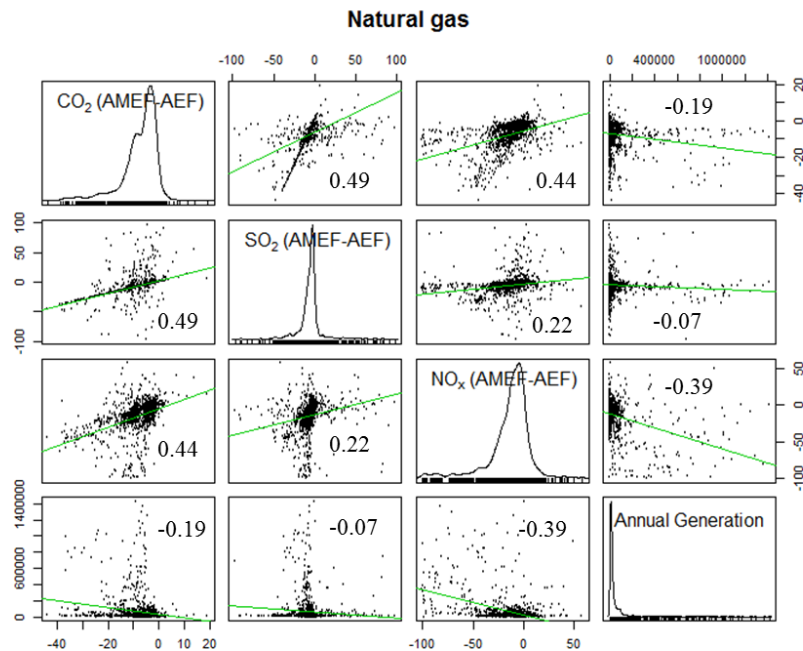 Natural gas
-100 -50 0 50 100
0 400000 1000000
CO₂ (AMEF-AEF)
0.49
0.44
-0.19
-40 -20 0 10 20
-100 -50 0 50 100
0.49
SO₂ (AMEF-AEF)
0.22
-0.07
0.44
0.22
NOₓ (AMEF-AEF)
-0.39
-100 -50 0 50
0 600000 1400000
-0.19
-0.07
-0.39
Annual Generation
-40 -30 -20 -10 0 10 20
-100 -50 0 50